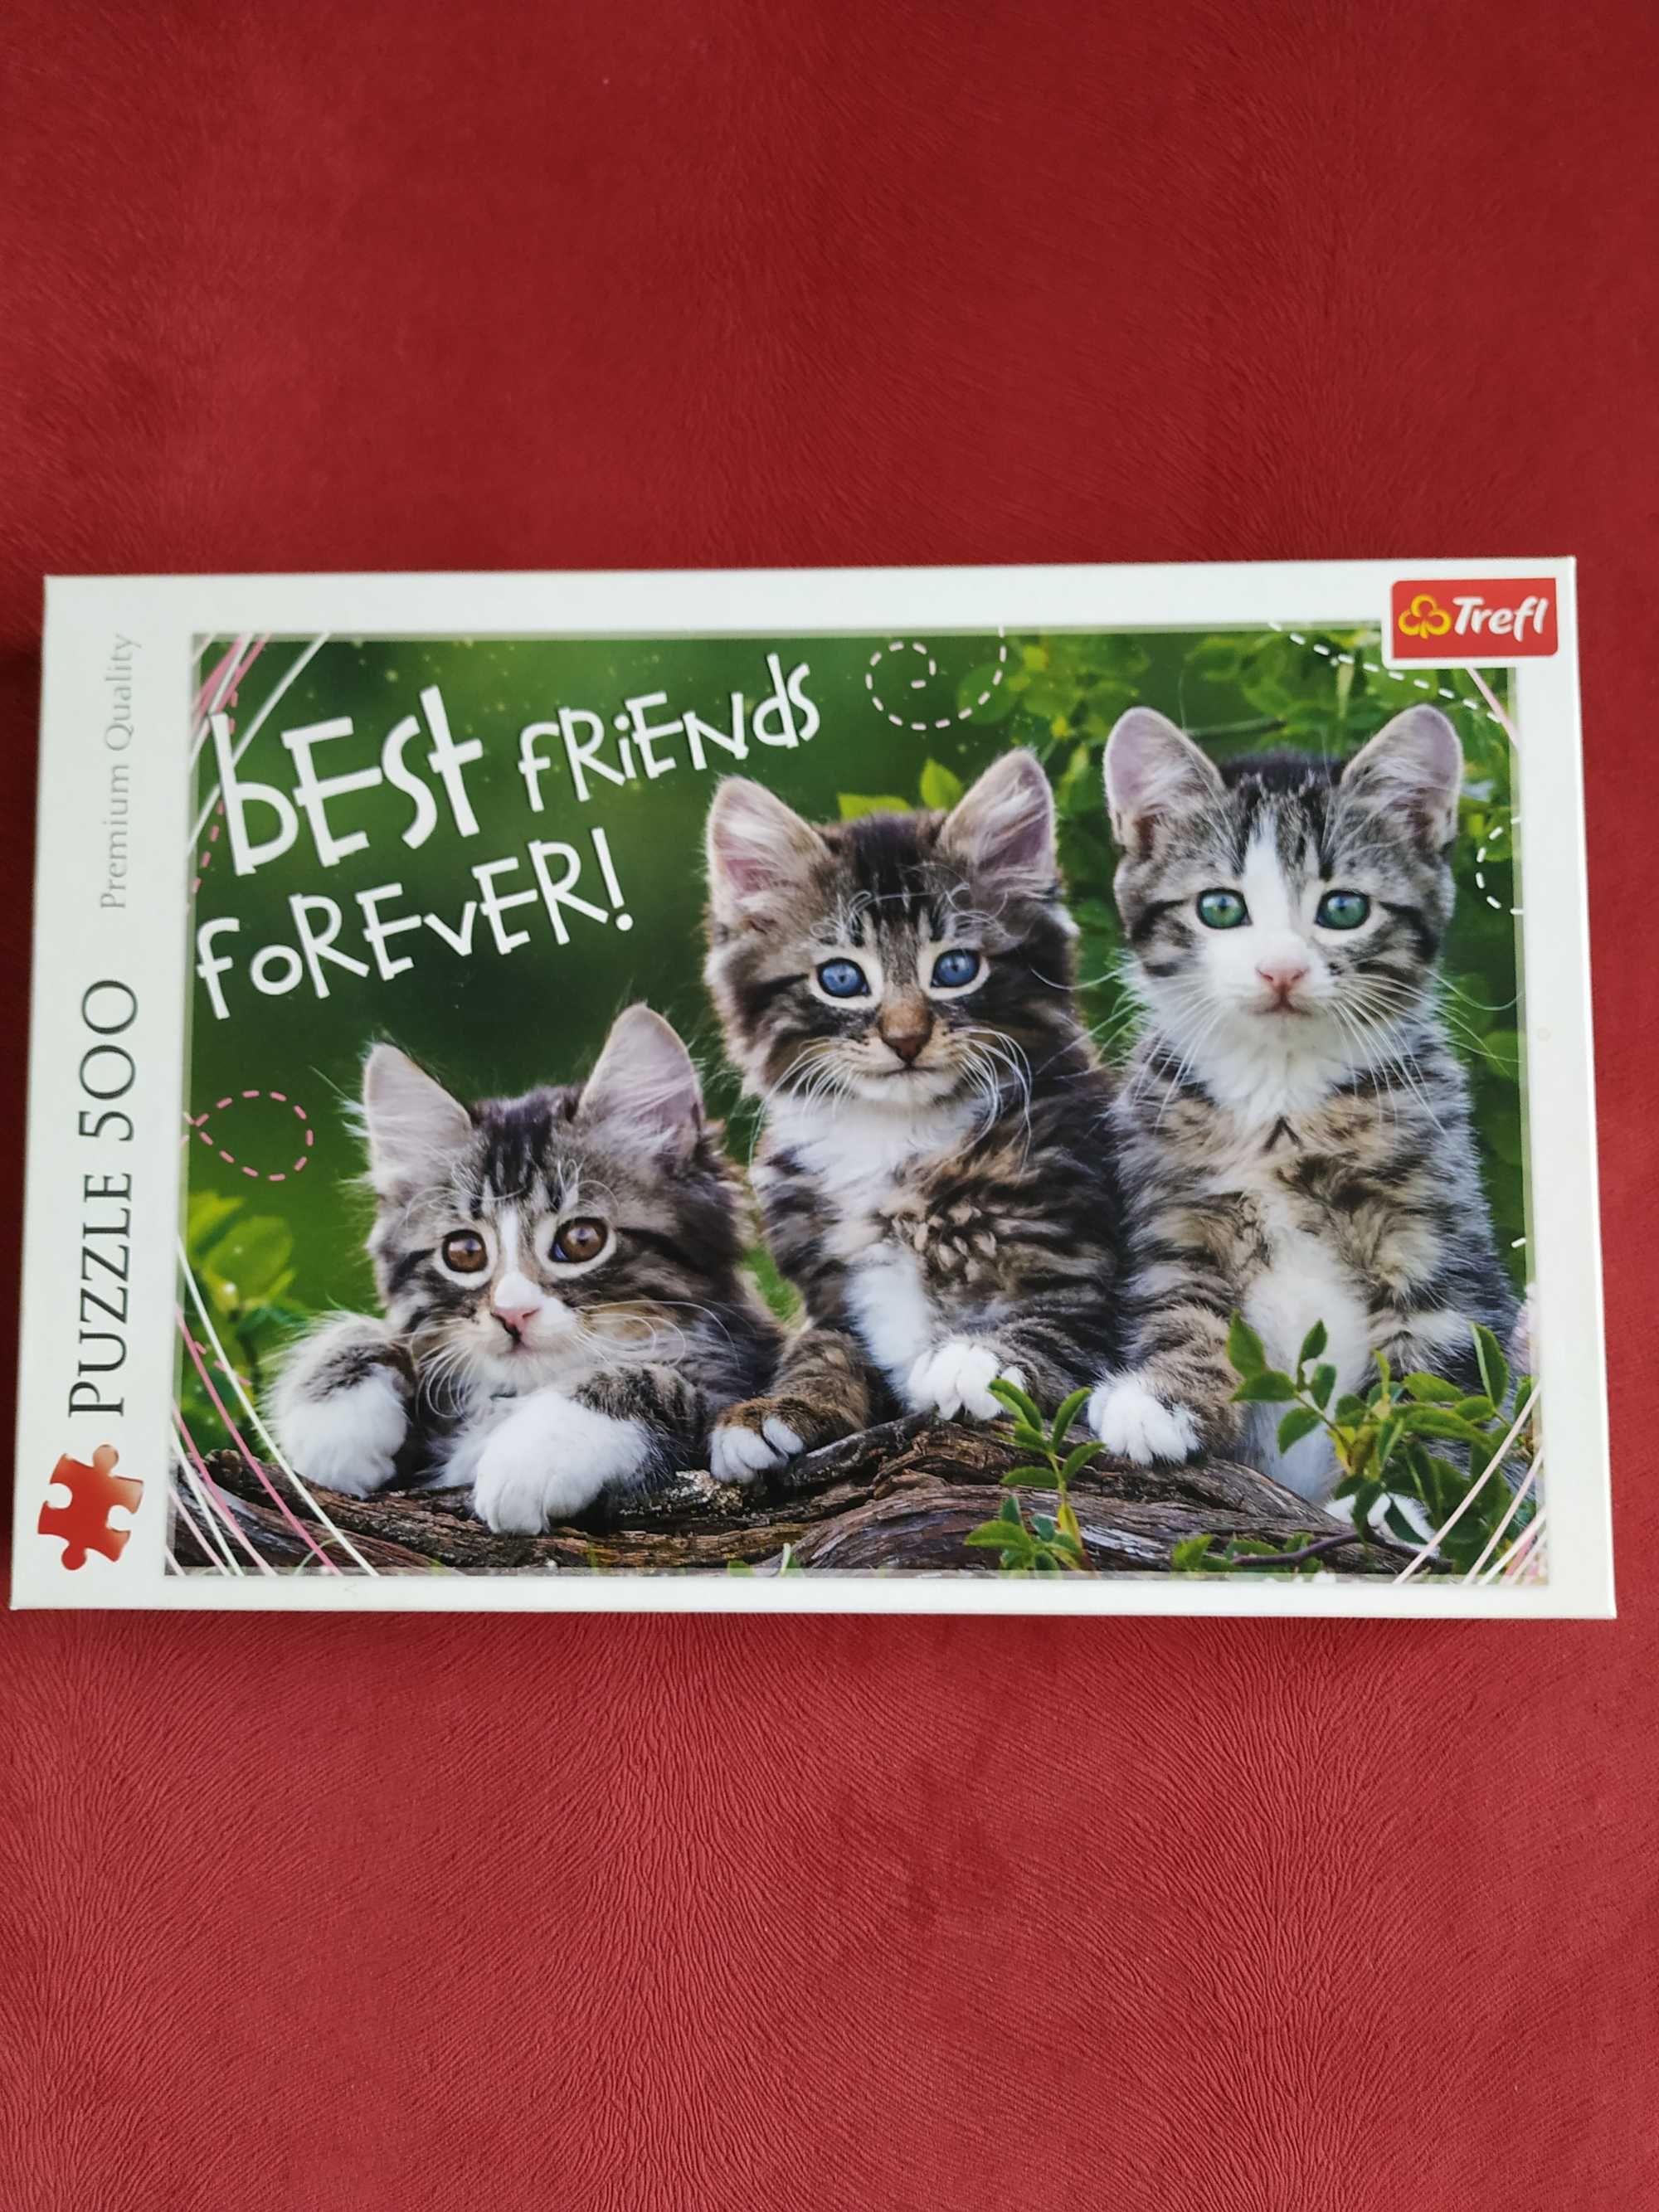 Trefl
bESt fRiENdS
foREvER!
PUZZLE 500 Premium Quality